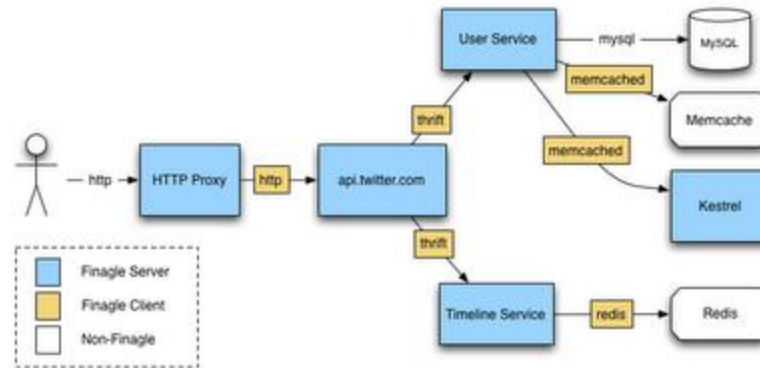 User Service
mysql
MySQL
memcached
Memcache
thrift
memcached
http
HTTP Proxy
http
api.twitter.com
Kestrel
thrift
Finagle Server
Finagle Client
Non-Finagle
Timeline Service
redis
Redis